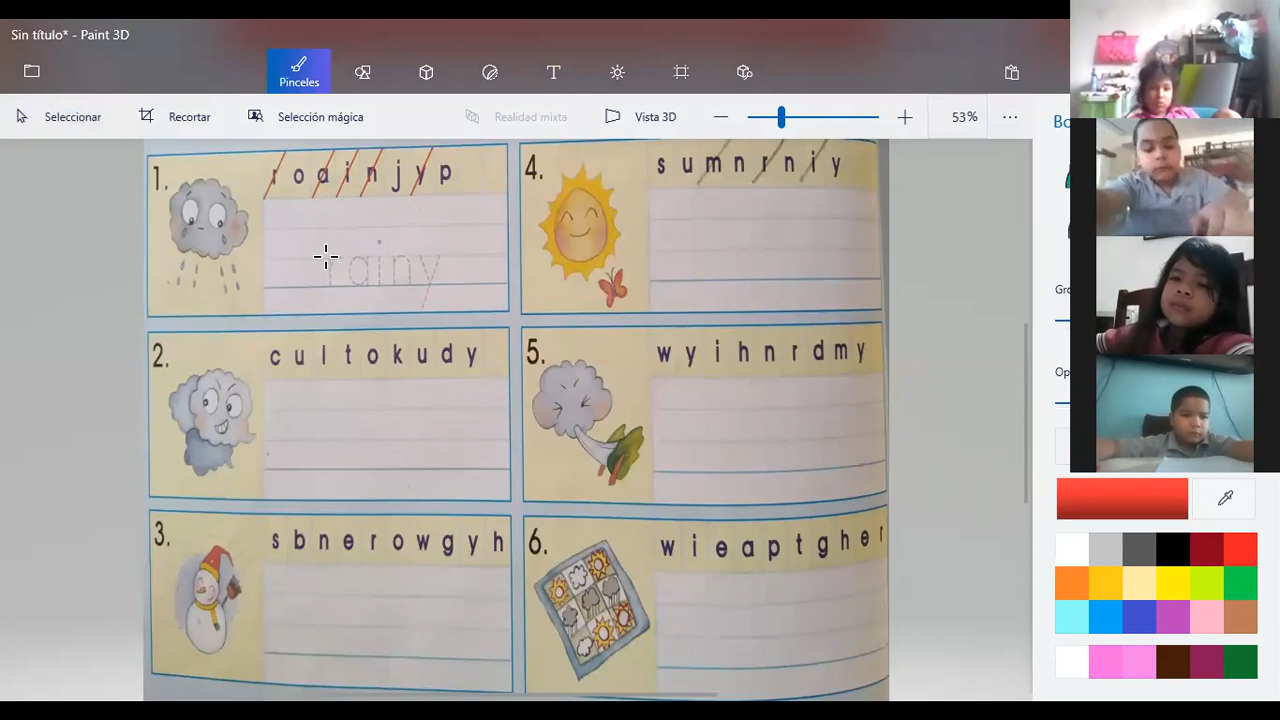 Sin título* - Paint 3D
Pinceles
Seleccionar
Recortar
Selección mágica
Realidad mixta
Vista 3D
53%
1.
r o a i n j y p
rainy
4.
s u m n r n i y
2.
c u l t o k u d y
5.
w y i h n r d m y
3.
s b n e r o w g y h
6.
w i e a p t g h e r